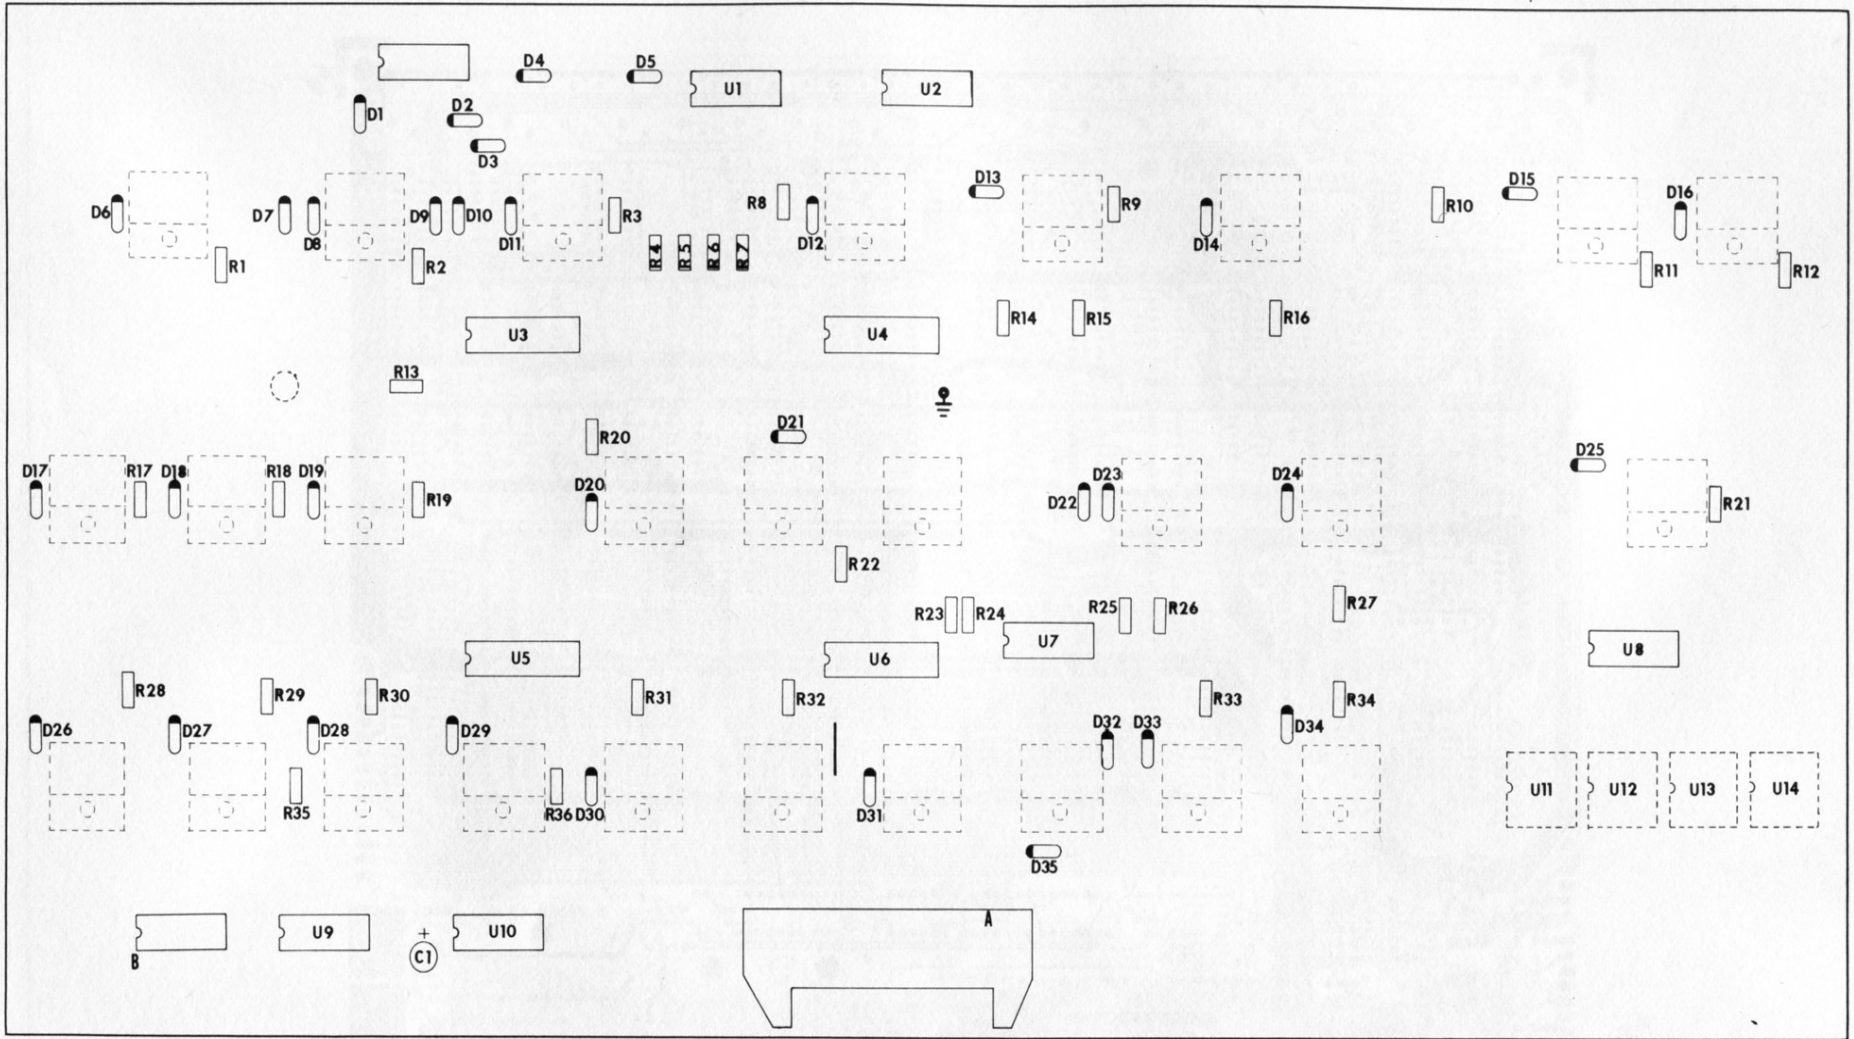 D4 D5
U1 U2
D1 D2
D3
D13 D15
D6 D7 D9 D10 R3 R8 R9 R10 D16
D8 D11 D12 D14
R1 R2 R4 R5 R6 R7 R11 R12
R14 R15 R16
U3 U4
R13
R20 D21
D25
D17 R17 D18 R18 D19 D20 D23 D24
R19 D22 R21
R22
R23 R24 R25 R26 R27
U7 U8
U5 U6
R28 R29 R30 R31 R32 R33 R34
D26 D27 D28 D29 D32 D33 D34
U11 U12 U13 U14
R35 R36 D30 D31
D35
A
U9 + U10
B C1